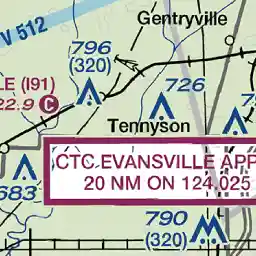 Gentryville
V 512
796
(320)
LE (I91)
22.9 C
726
Tennyson
79
CTC EVANSVILLE APP
20 NM ON 124.025
683
790
(320)